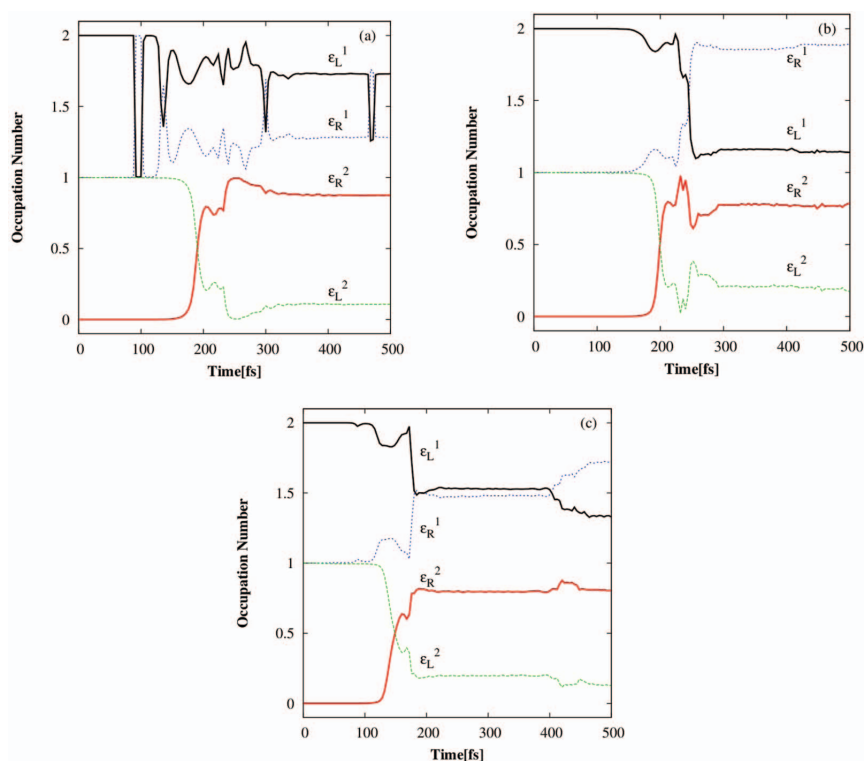 (a)
Occupation Number
2
1.5
1
0.5
0
ε_L^1
ε_R^1
ε_R^2
ε_L^2
0 100 200 300 400 500
Time[fs]
(b)
Occupation Number
2
1.5
1
0.5
0
ε_R^1
ε_L^1
ε_R^2
ε_L^2
0 100 200 300 400 500
Time[fs]
(c)
Occupation Number
2
1.5
1
0.5
0
ε_L^1
ε_R^1
ε_R^2
ε_L^2
0 100 200 300 400 500
Time[fs]